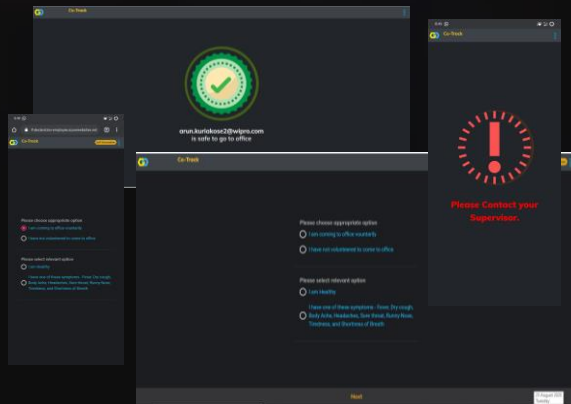 Co-Track
arun.kuriakose2@wipro.com
is safe to go to office
Co-Track
Please Contact your
Supervisor.
Co-Track
Please choose appropriate option
I am coming to office voluntarily
I have not volunteered to come to office
Please select relevant option
I am Healthy
I have one of these symptoms - Fever, Dry cough,
Body Ache, Headaches, Sore throat, Runny Nose,
Tiredness, and Shortness of Breath
Co-Track
Please choose appropriate option
I am coming to office voluntarily
I have not volunteered to come to office
Please select relevant option
I am Healthy
I have one of these symptoms - Fever, Dry cough,
Body Ache, Headaches, Sore throat, Runny Nose,
Tiredness, and Shortness of Breath
Next
Tuesday